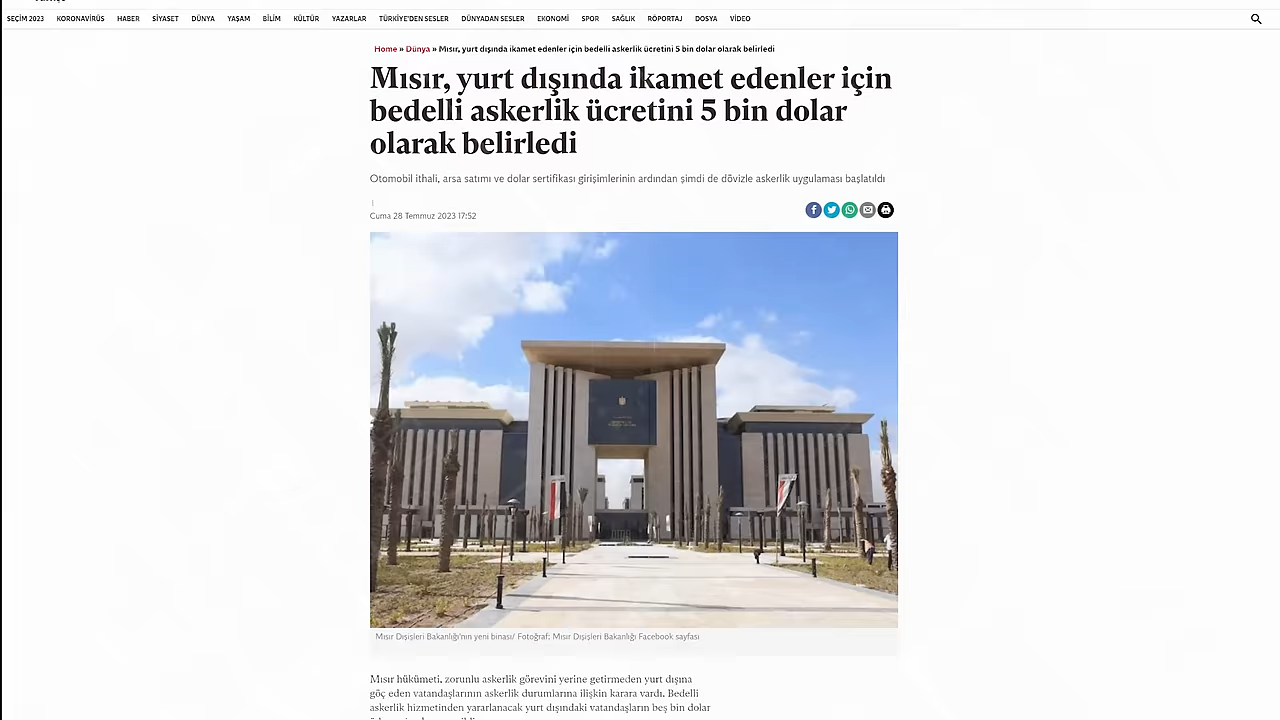 SEÇİM 2023 KORONAVİRÜS HABER SİYASET DÜNYA YAŞAM BİLİM KÜLTÜR YAZARLAR TÜRKİYE'DEN SESLER DÜNYADAN SESLER EKONOMİ SPOR SAĞLIK RÖPORTAJ DOSYA VİDEO
Home » Dünya » Mısır, yurt dışında ikamet edenler için bedelli askerlik ücretini 5 bin dolar olarak belirledi
Mısır, yurt dışında ikamet edenler için
bedelli askerlik ücretini 5 bin dolar
olarak belirledi
Otomobil ithali, arsa satımı ve dolar sertifikası girişimlerinin ardından şimdi de dövizle askerlik uygulaması başlatıldı
Cuma 28 Temmuz 2023 17:52
Mısır Dışişleri Bakanlığı'nın yeni binası/ Fotoğraf: Mısır Dışişleri Bakanlığı Facebook sayfası
Mısır hükümeti, zorunlu askerlik görevini yerine getirmeden yurt dışına
göç eden vatandaşlarının askerlik durumlarına ilişkin karara vardı. Bedelli
askerlik hizmetinden yararlanacak yurt dışındaki vatandaşların beş bin dolar